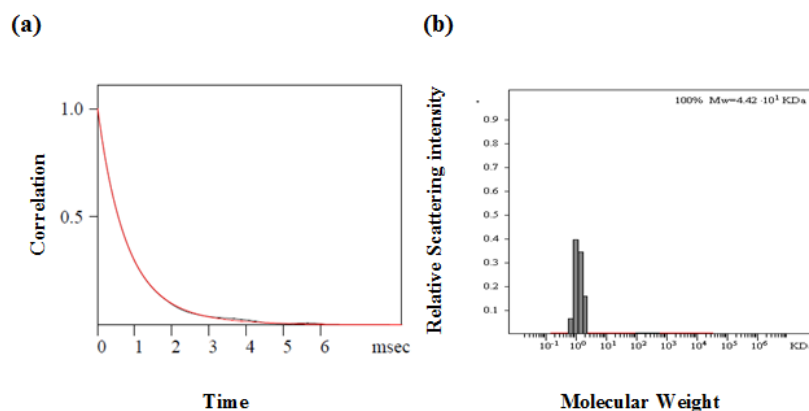 (a)
(b)
Correlation
1.0
0.5
0 1 2 3 4 5 6 msec
Time
Relative Scattering intensity
100% Mw=4.42 ·10¹ KDa
0.9
0.8
0.7
0.6
0.5
0.4
0.3
0.2
0.1
10⁻¹ 10⁰ 10¹ 10² 10³ 10⁴ 10⁵ 10⁶ KD
Molecular Weight